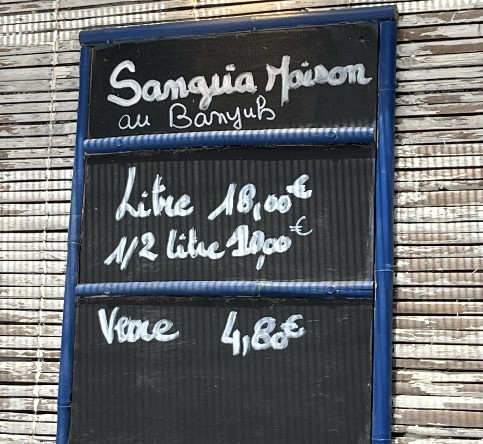 Sangria Maison
au Banyuls
Litre 18,00€
1/2 litre 10,00€
Verre 4,80€